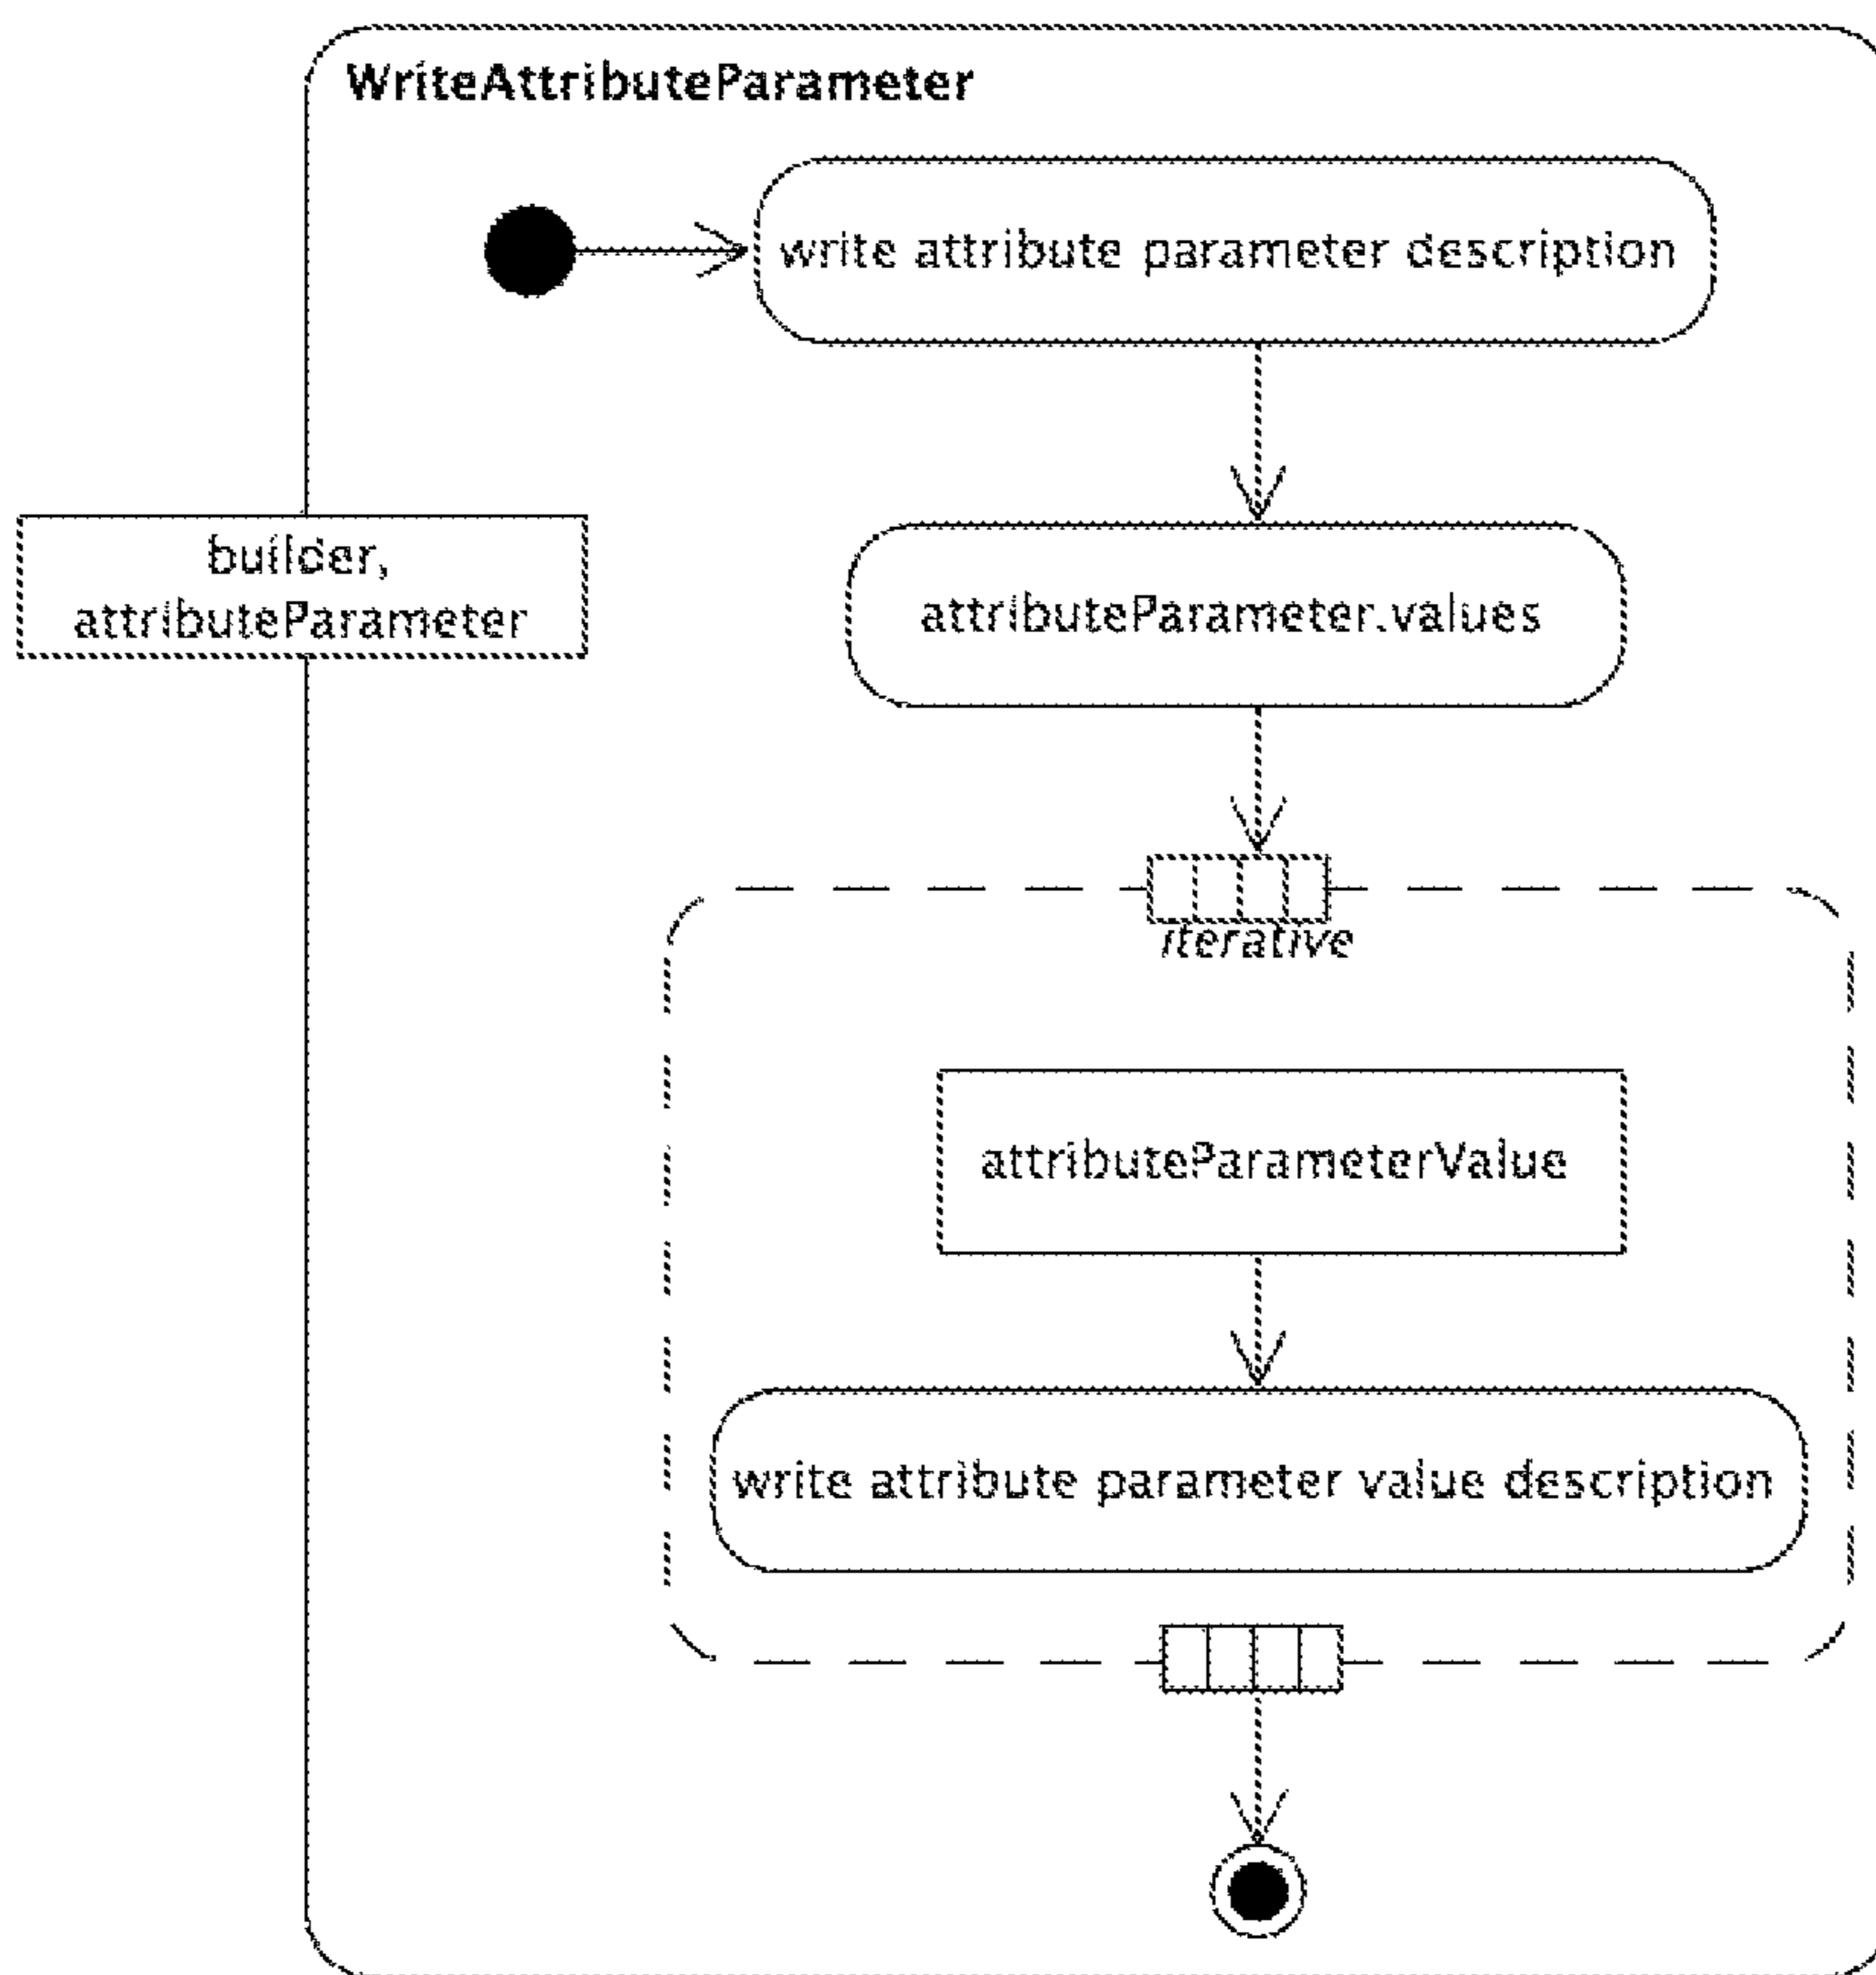 WriteAttributeParameter
write attribute parameter description
builder,
attributeParameter
attributeParameter.values
iterative
attributeParameterValue
write attribute parameter value description